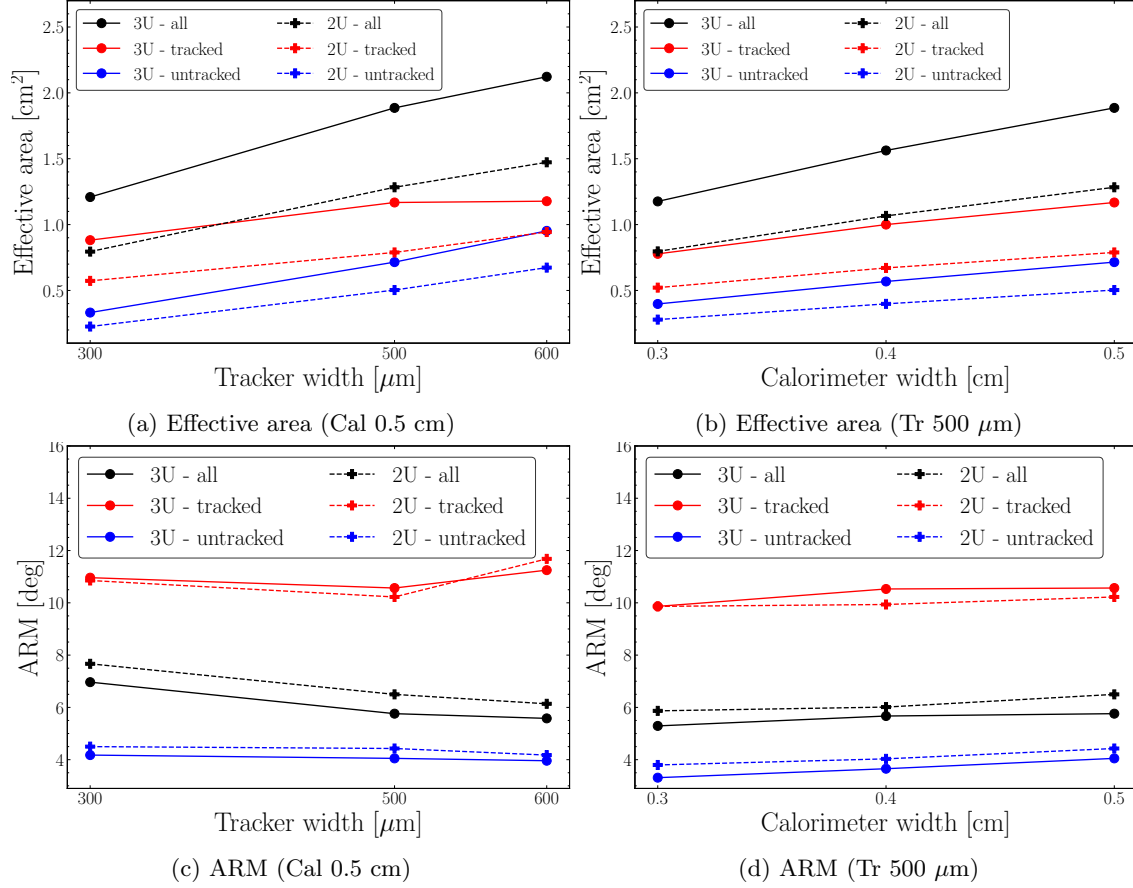 2.5
2.0
1.5
1.0
0.5
Effective area [cm²]
3U - all
3U - tracked
3U - untracked
2U - all
2U - tracked
2U - untracked
300
500
600
Tracker width [μm]
(a) Effective area (Cal 0.5 cm)
2.5
2.0
1.5
1.0
0.5
Effective area [cm²]
3U - all
3U - tracked
3U - untracked
2U - all
2U - tracked
2U - untracked
0.3
0.4
0.5
Calorimeter width [cm]
(b) Effective area (Tr 500 μm)
16
14
12
10
8
6
4
ARM [deg]
3U - all
3U - tracked
3U - untracked
2U - all
2U - tracked
2U - untracked
300
500
600
Tracker width [μm]
(c) ARM (Cal 0.5 cm)
16
14
12
10
8
6
4
ARM [deg]
3U - all
3U - tracked
3U - untracked
2U - all
2U - tracked
2U - untracked
0.3
0.4
0.5
Calorimeter width [cm]
(d) ARM (Tr 500 μm)